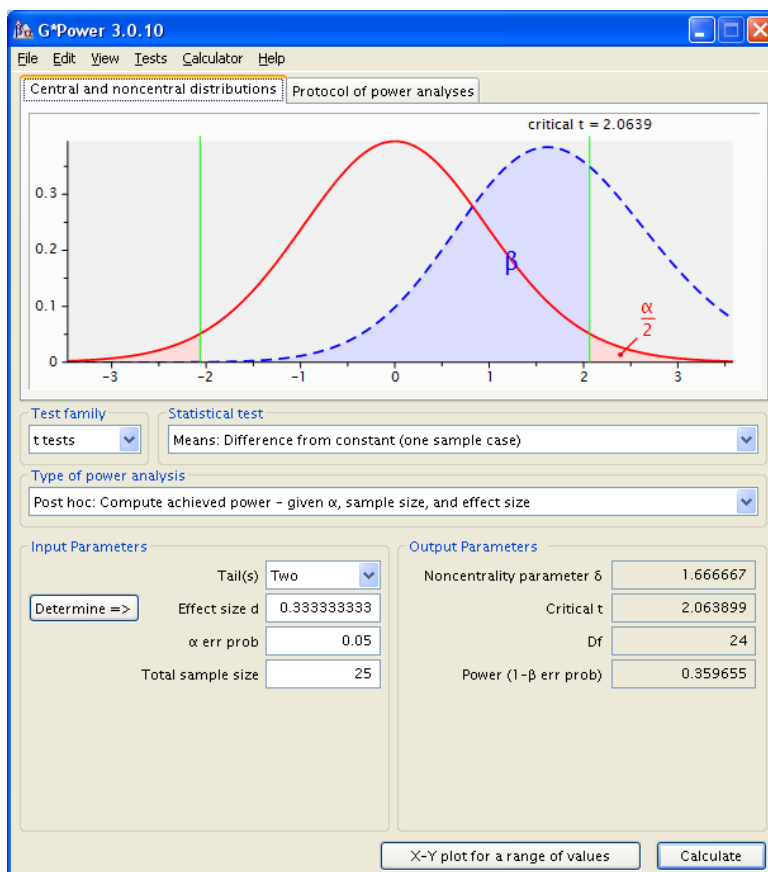 G*Power 3.0.10
File Edit View Tests Calculator Help
Central and noncentral distributions Protocol of power analyses
critical t = 2.0639
0.3
0.2
0.1
0
β
α
2
-3 -2 -1 0 1 2 3
Test family Statistical test
t tests Means: Difference from constant (one sample case)
Type of power analysis
Post hoc: Compute achieved power – given α, sample size, and effect size
Input Parameters Output Parameters
Tail(s) Two Noncentrality parameter δ 1.666667
Determine => Effect size d 0.333333333 Critical t 2.063899
α err prob 0.05 Df 24
Total sample size 25 Power (1-β err prob) 0.359655
X-Y plot for a range of values Calculate